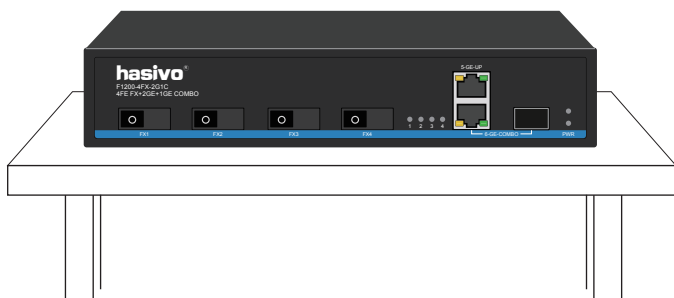 hasivo®
F1200-4FX-2G1C
4FE FX+2GE+1GE COMBO
5-GE-UP
1 2 3 4
FX1 FX2 FX3 FX4 6-GE-COMBO PWR